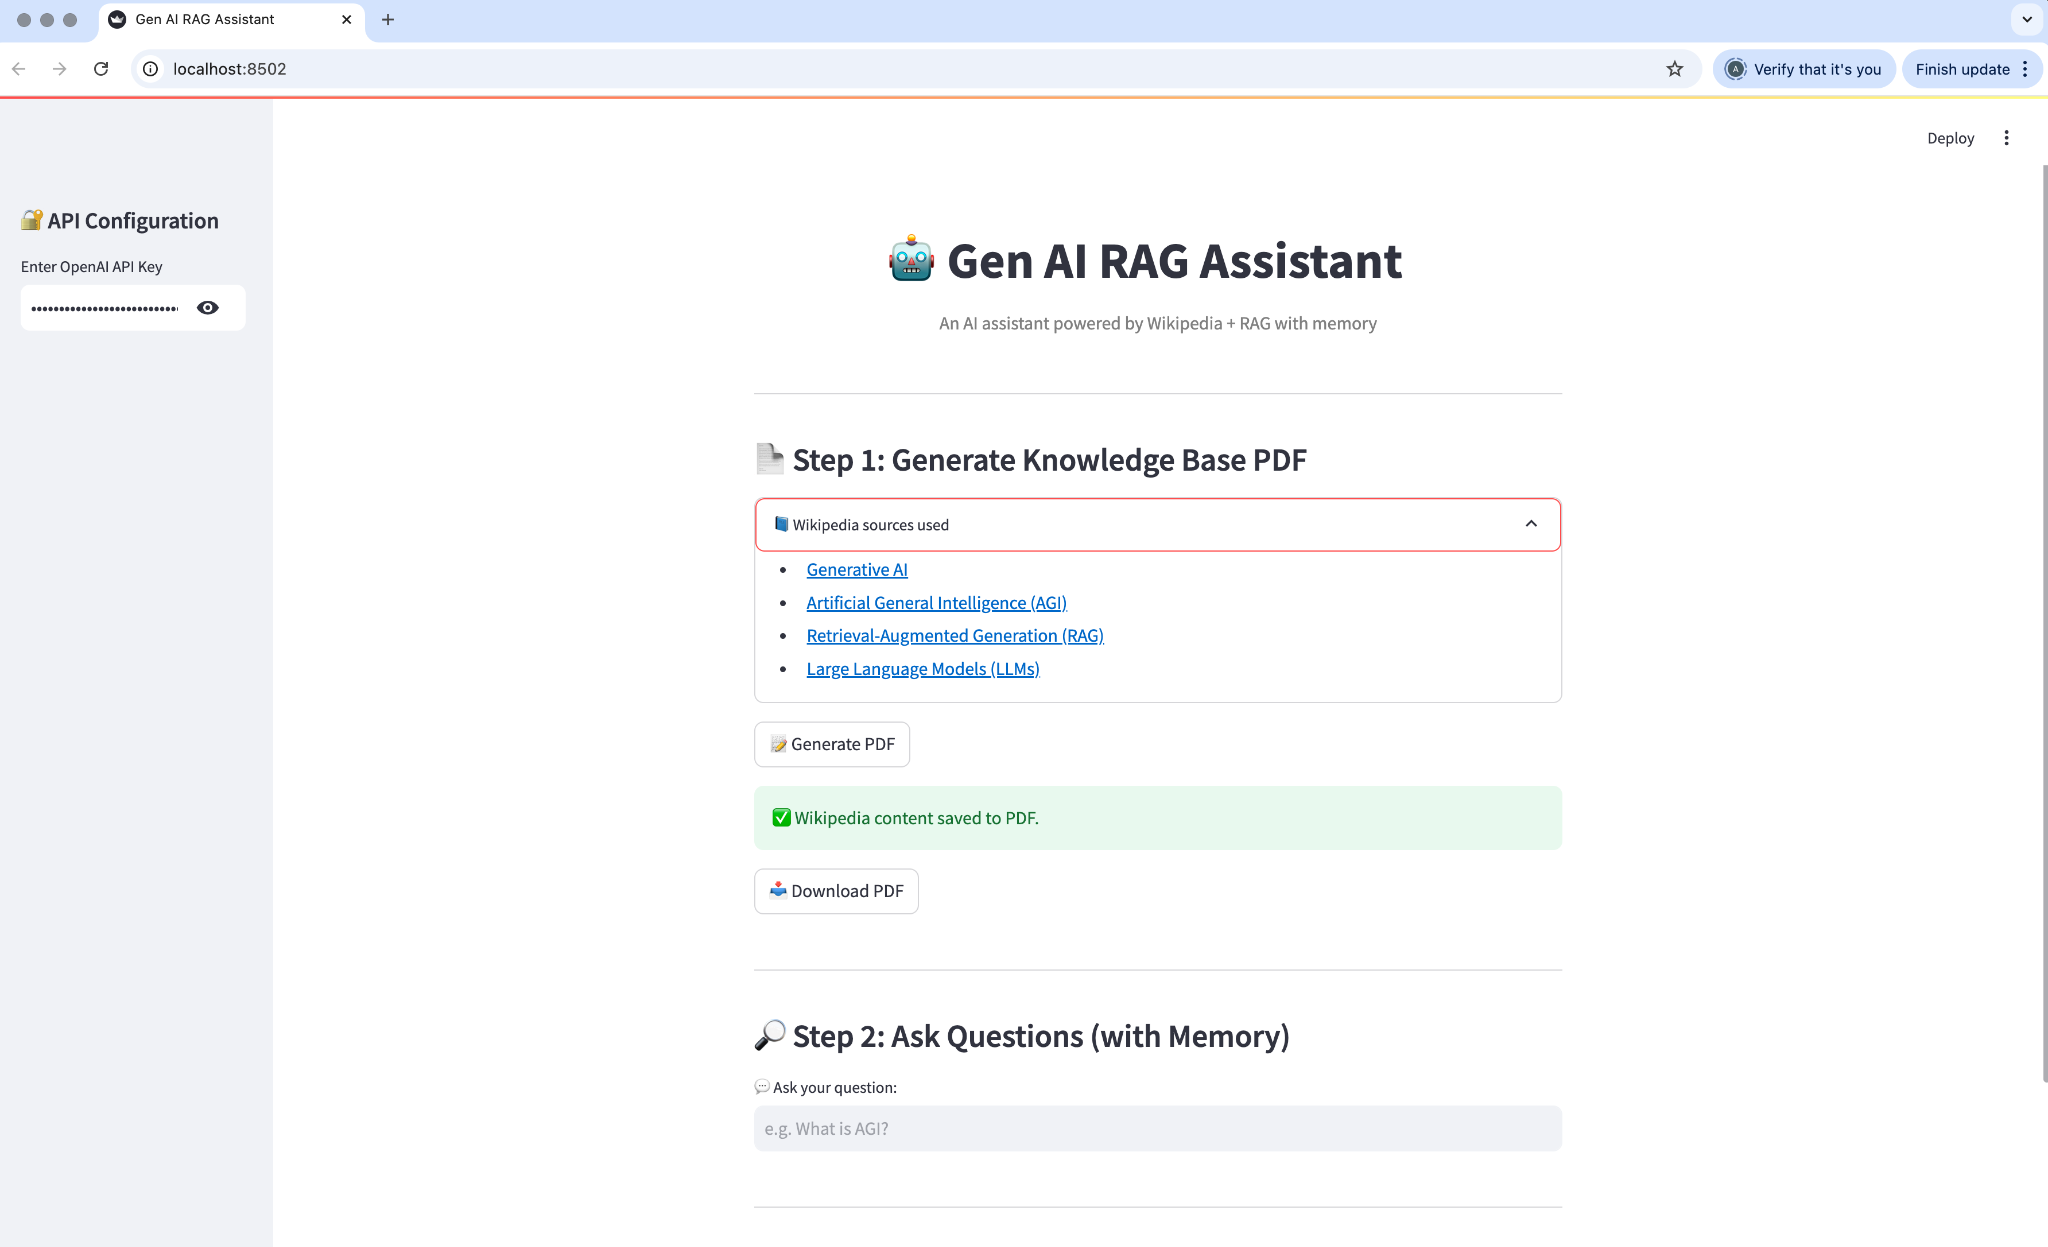 Gen AI RAG Assistant
localhost:8502
A
Verify that it's you
Finish update
Deploy
API Configuration
Enter OpenAI API Key
Gen AI RAG Assistant
An AI assistant powered by Wikipedia + RAG with memory
Step 1: Generate Knowledge Base PDF
Wikipedia sources used
Generative AI
Artificial General Intelligence (AGI)
Retrieval-Augmented Generation (RAG)
Large Language Models (LLMs)
Generate PDF
Wikipedia content saved to PDF.
Download PDF
Step 2: Ask Questions (with Memory)
Ask your question:
e.g. What is AGI?